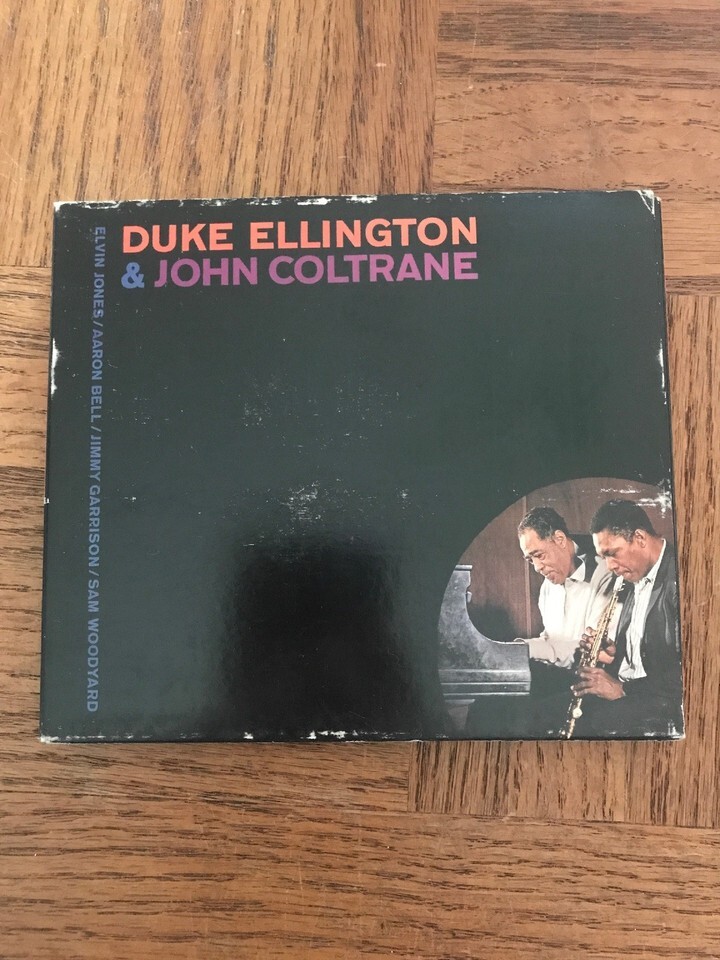 DUKE ELLINGTON
& JOHN COLTRANE
ELVIN JONES/AARON BELL/JIMMY GARRISON/SAM WOODYARD